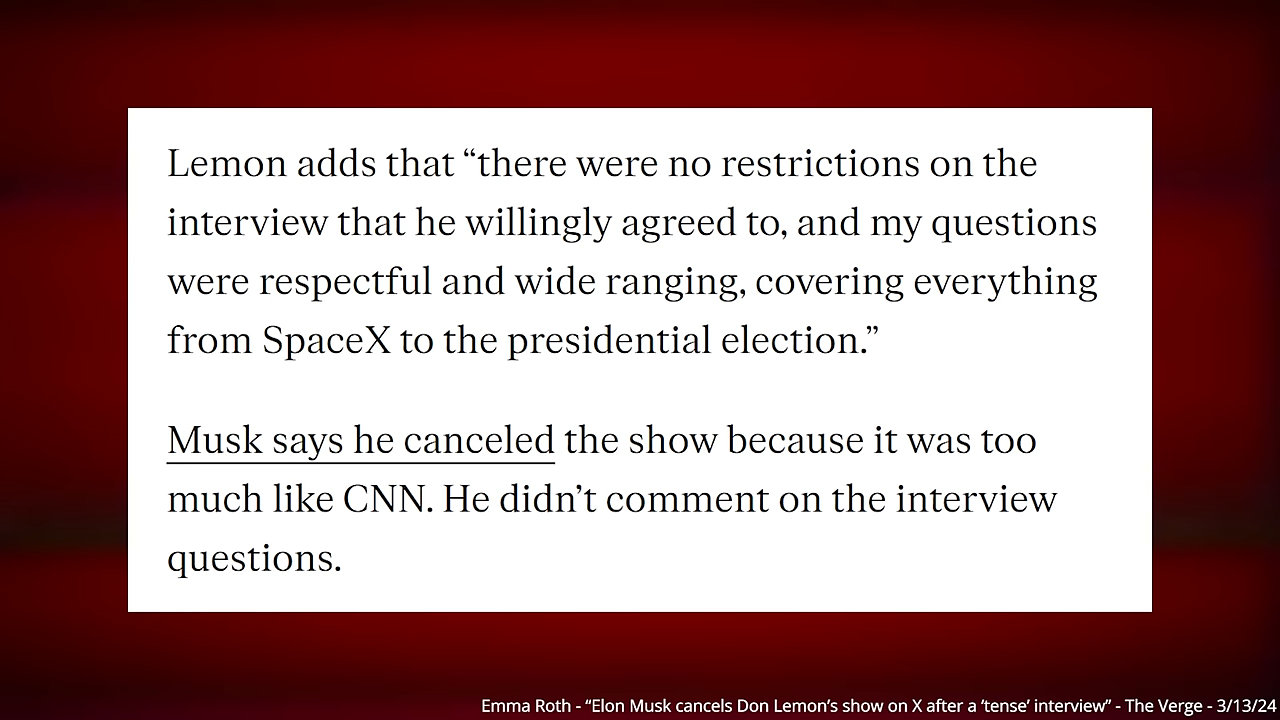 Lemon adds that “there were no restrictions on the
interview that he willingly agreed to, and my questions
were respectful and wide ranging, covering everything
from SpaceX to the presidential election.”
Musk says he canceled the show because it was too
much like CNN. He didn’t comment on the interview
questions.
Emma Roth - “Elon Musk cancels Don Lemon’s show on X after a ‘tense’ interview” - The Verge - 3/13/24